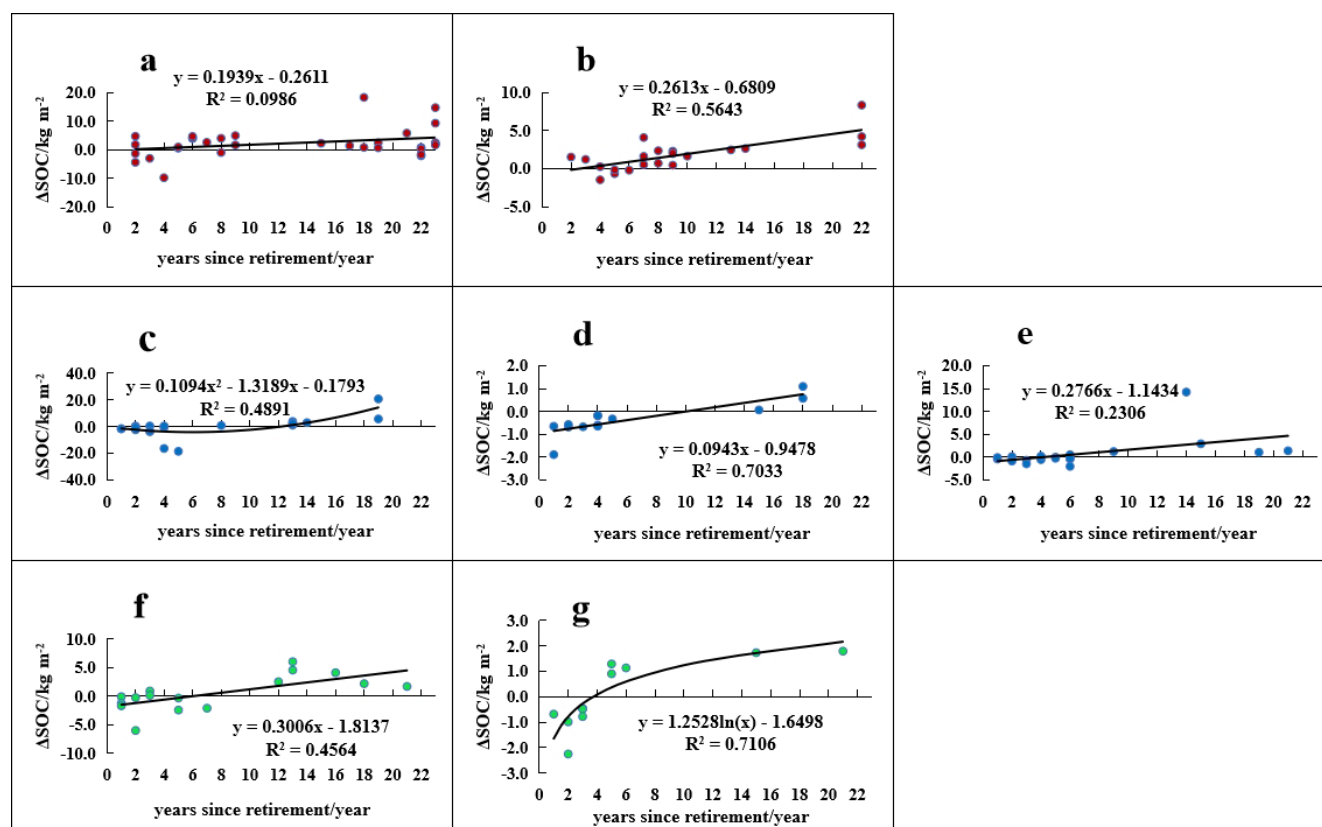 a
y = 0.1939x - 0.2611
R² = 0.0986
20.0
10.0
0.0
-10.0
-20.0
ΔSOC/kg m⁻²
0 2 4 6 8 10 12 14 16 18 20 22
years since retirement/year
b
y = 0.2613x - 0.6809
R² = 0.5643
10.0
5.0
0.0
-5.0
ΔSOC/kg m⁻²
0 2 4 6 8 10 12 14 16 18 20 22
years since retirement/year
c
y = 0.1094x² - 1.3189x - 0.1793
R² = 0.4891
40.0
20.0
0.0
-20.0
-40.0
ΔSOC/kg m⁻²
0 2 4 6 8 10 12 14 16 18 20 22
years since retirement/year
d
2.0
1.0
0.0
-1.0
-2.0
-3.0
ΔSOC/kg m⁻²
y = 0.0943x - 0.9478
R² = 0.7033
0 2 4 6 8 10 12 14 16 18 20 22
years since retirement/year
e
y = 0.2766x - 1.1434
R² = 0.2306
20.0
15.0
10.0
5.0
0.0
-5.0
ΔSOC/kg m⁻²
0 2 4 6 8 10 12 14 16 18 20 22
years since retirement/year
f
10.0
5.0
0.0
-5.0
-10.0
ΔSOC/kg m⁻²
y = 0.3006x - 1.8137
R² = 0.4564
0 2 4 6 8 10 12 14 16 18 20 22
years since retirement/year
g
3.0
2.0
1.0
0.0
-1.0
-2.0
-3.0
ΔSOC/kg m⁻²
y = 1.2528ln(x) - 1.6498
R² = 0.7106
0 2 4 6 8 10 12 14 16 18 20 22
years since retirement/year